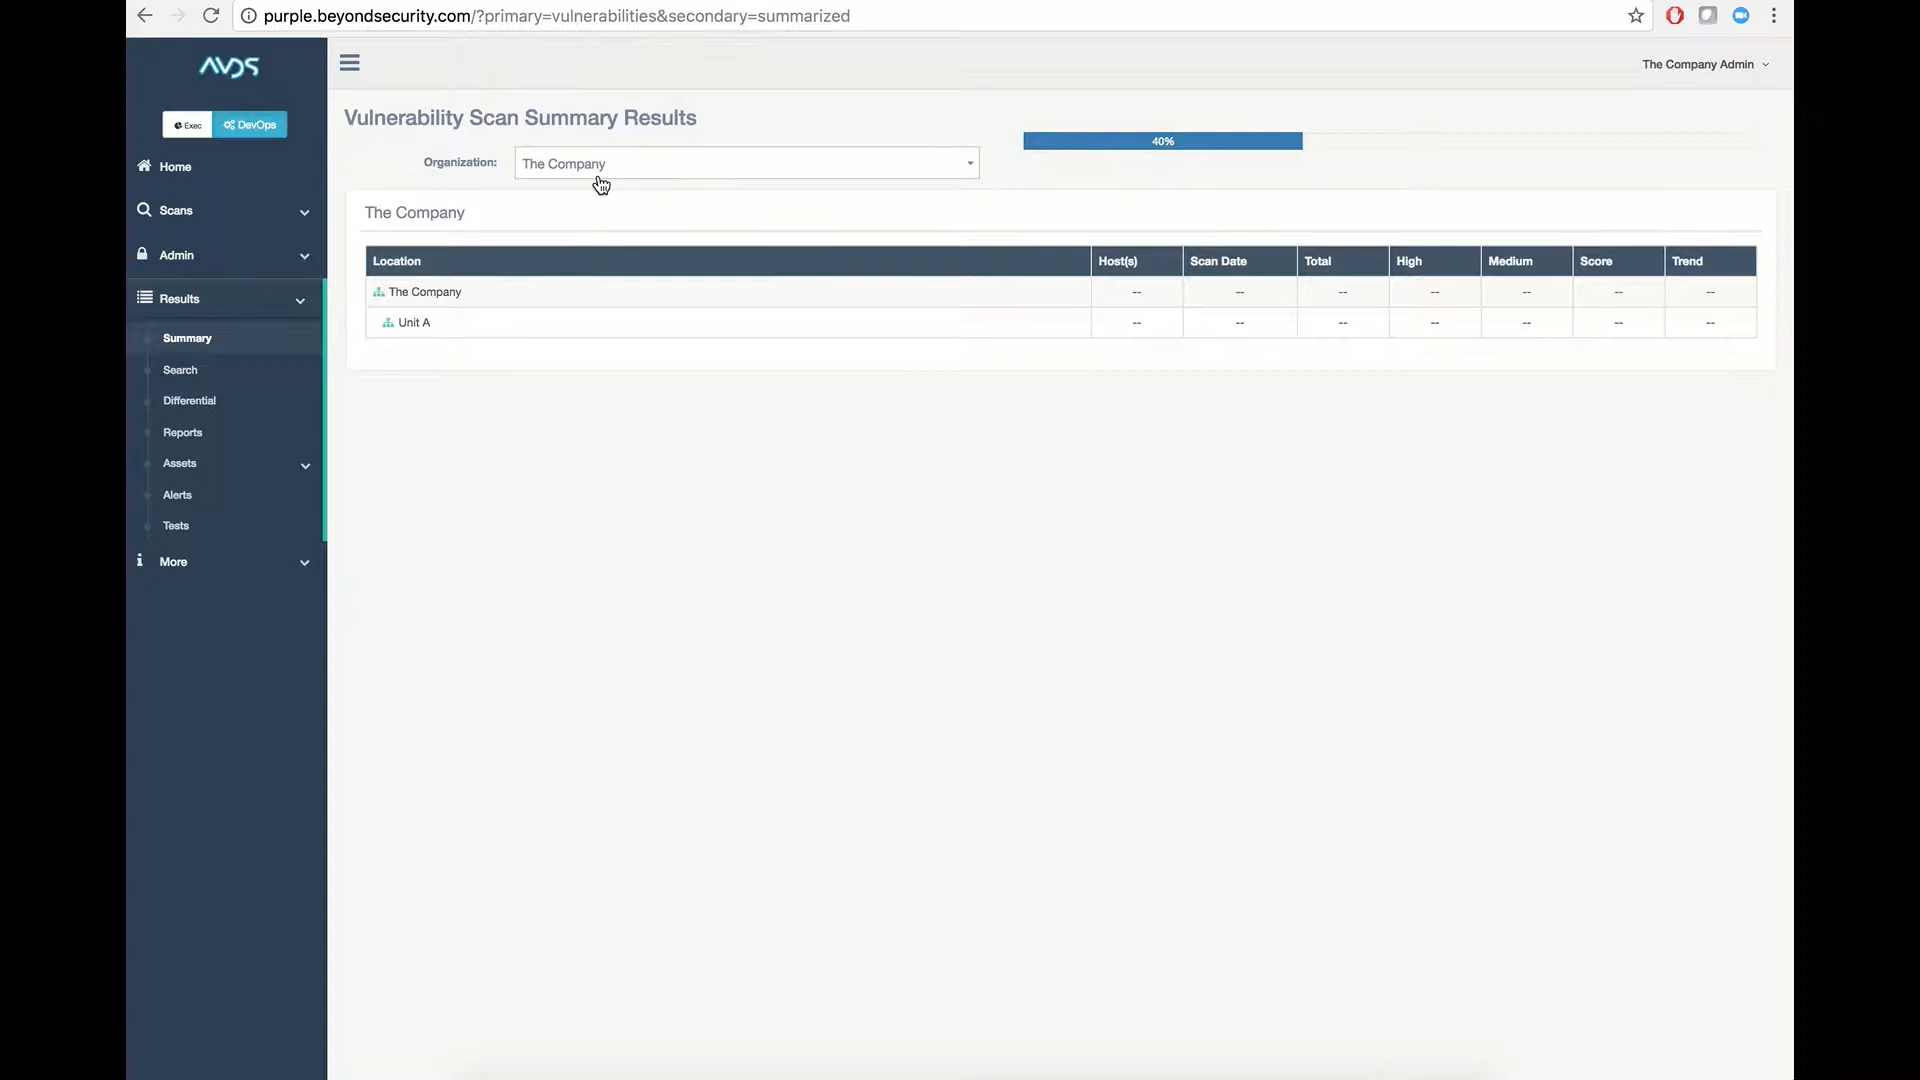 purple.beyondsecurity.com/?primary=vulnerabilities&secondary=summarized
AVDS
The Company Admin
Exec DevOps
Vulnerability Scan Summary Results
40%
Organization: The Company
Home
Scans
Admin
Results
Summary
Search
Differential
Reports
Assets
Alerts
Tests
More
The Company
Location Host(s) Scan Date Total High Medium Score Trend
The Company -- -- -- -- -- -- --
Unit A -- -- -- -- -- -- --